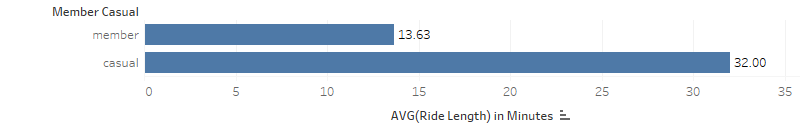 Member Casual
member 13.63
casual 32.00
0 5 10 15 20 25 30 35
AVG(Ride Length) in Minutes